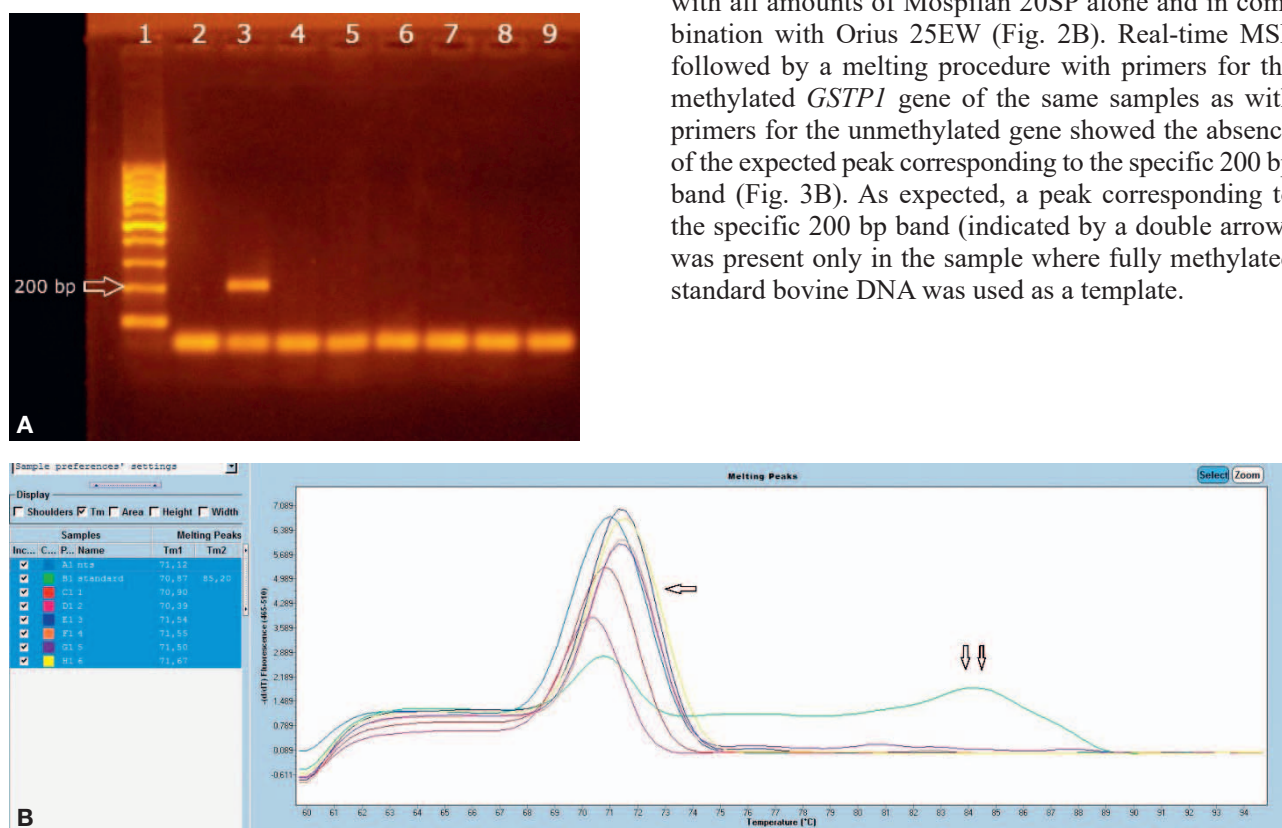 with all amounts of Mospilan 20SP alone and in com
bination with Orius 25EW (Fig. 2B). Real-time MS
followed by a melting procedure with primers for th
methylated GSTP1 gene of the same samples as with
primers for the unmethylated gene showed the absenc
of the expected peak corresponding to the specific 200 bp
band (Fig. 3B). As expected, a peak corresponding to
the specific 200 bp band (indicated by a double arrow
was present only in the sample where fully methylated
standard bovine DNA was used as a template.
1 2 3 4 5 6 7 8 9
200 bp
A
Sample preferences' settings
Display
Shoulders Tm Area Height Width
Samples Melting Peaks
Inc... C... P... Name Tm1 Tm2
A1 nts 71,12
B1 standard 70,87 85,20
C1 1 70,90
D1 2 70,39
E1 3 71,54
F1 4 71,55
G1 5 71,50
H1 6 71,67
Melting Peaks
Select Zoom
-(d/dT) Fluorescence (465-510)
7.089
6.389
5.689
4.989
4.289
3.589
2.889
2.189
1.489
0.789
0.089
-0.611
60 61 62 63 64 65 66 67 68 69 70 71 72 73 74 75 76 77 78 79 80 81 82 83 84 85 86 87 88 89 90 91 92 93 94
Temperature (°C)
B